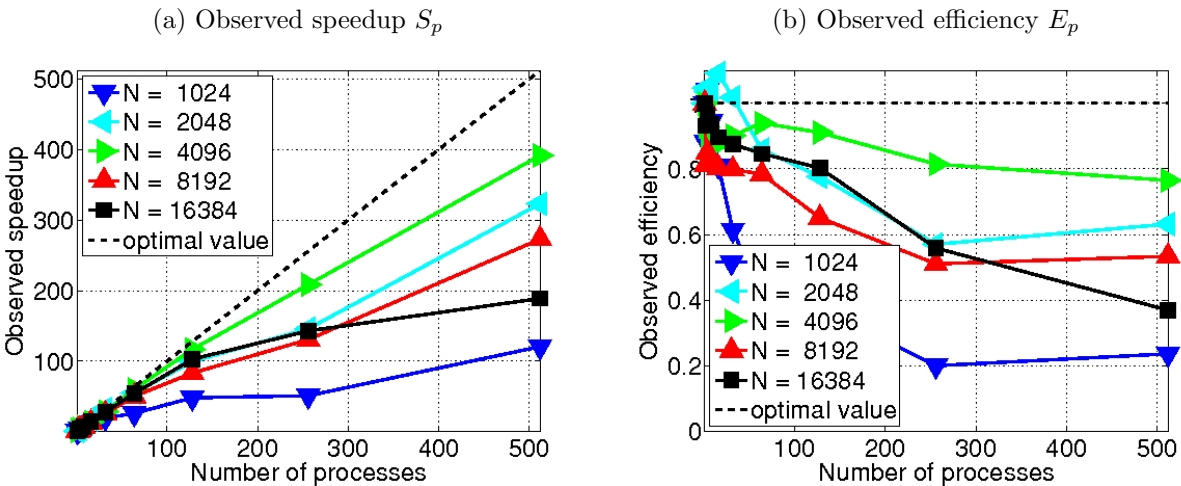 (a) Observed speedup Sp
500
400
300
200
100
100 200 300 400 500
Observed speedup
Number of processes
N = 1024
N = 2048
N = 4096
N = 8192
N = 16384
optimal value
(b) Observed efficiency Ep
0.8
0.6
0.4
0.2
0
100 200 300 400 500
Observed efficiency
Number of processes
N = 1024
N = 2048
N = 4096
N = 8192
N = 16384
optimal value